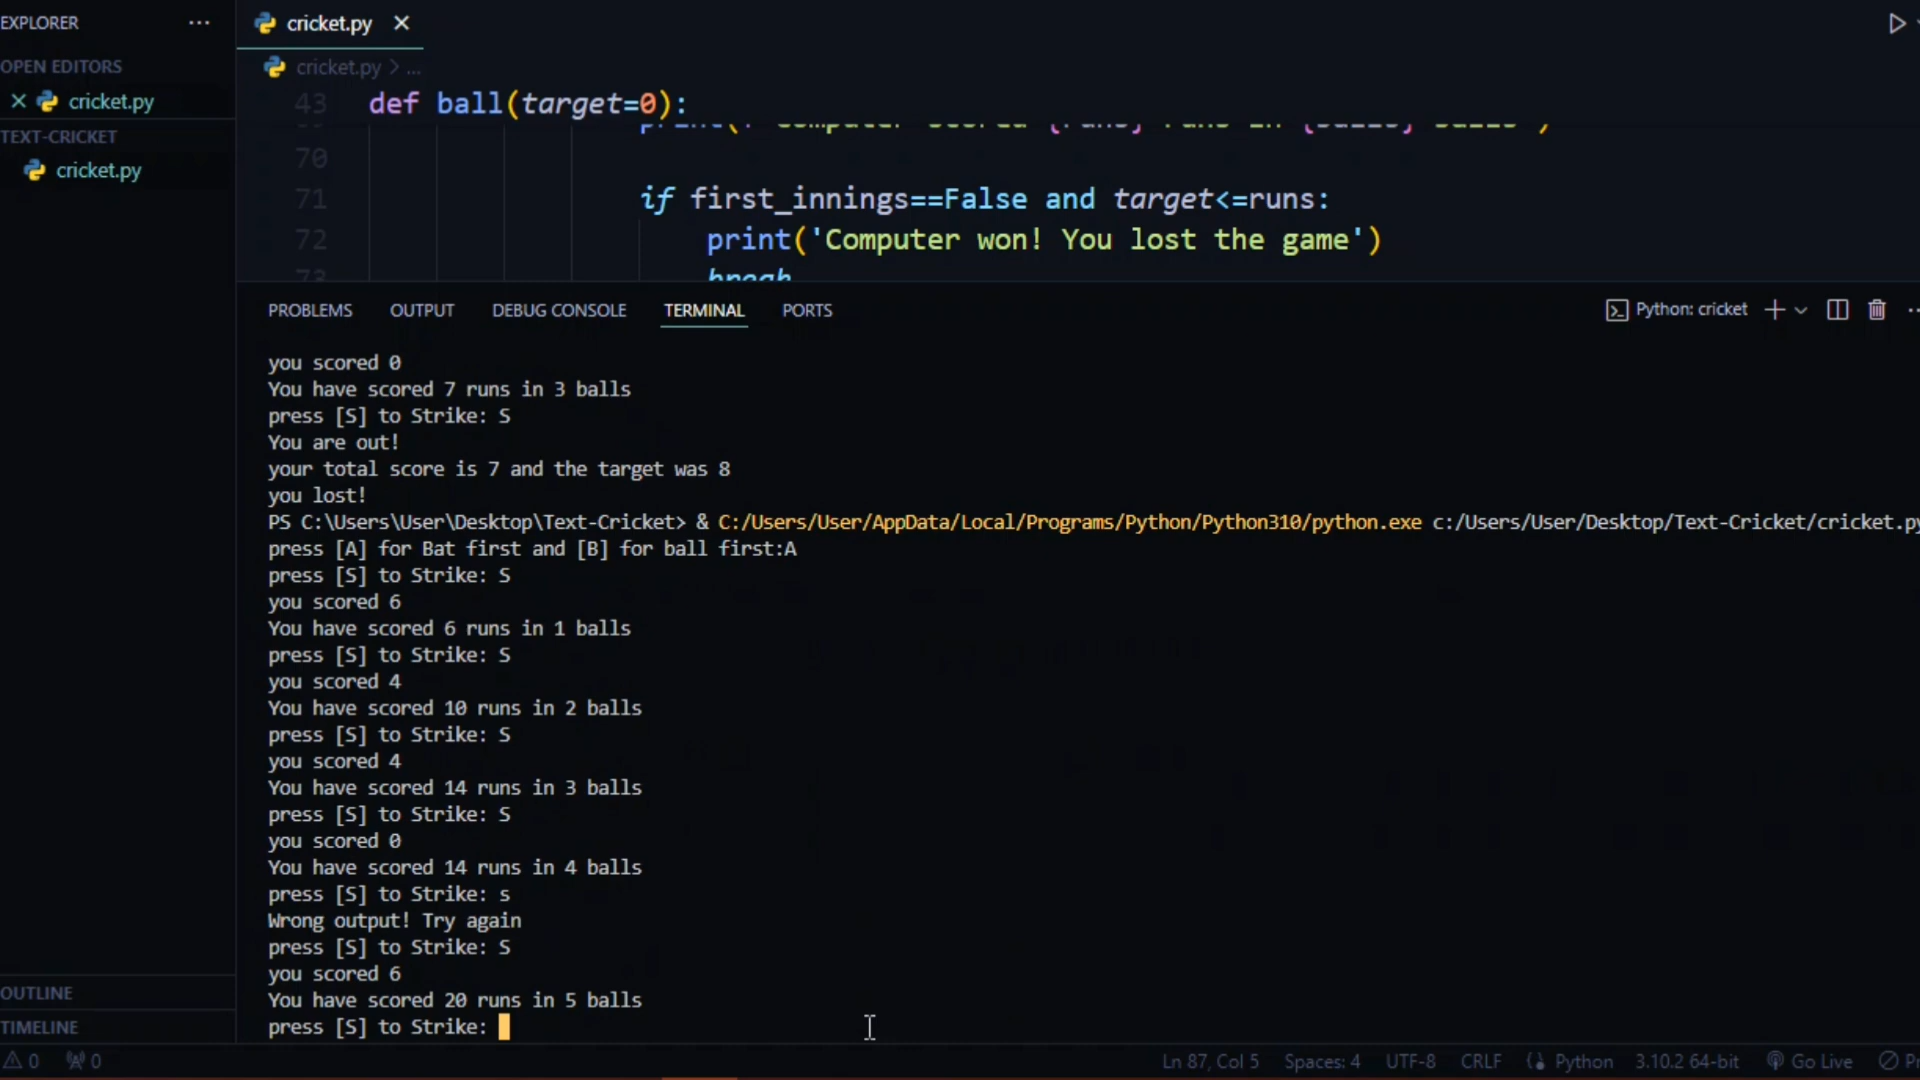 EXPLORER
cricket.py
OPEN EDITORS
cricket.py > ...
cricket.py
43 def ball(target=0):
TEXT-CRICKET
cricket.py
70
71 if first_innings==False and target<=runs:
72 print('Computer won! You lost the game')
73 break
PROBLEMS OUTPUT DEBUG CONSOLE TERMINAL PORTS Python: cricket
you scored 0
You have scored 7 runs in 3 balls
press [S] to Strike: S
You are out!
your total score is 7 and the target was 8
you lost!
PS C:\Users\User\Desktop\Text-Cricket> & C:/Users/User/AppData/Local/Programs/Python/Python310/python.exe c:/Users/User/Desktop/Text-Cricket/cricket.py
press [A] for Bat first and [B] for ball first:A
press [S] to Strike: S
you scored 6
You have scored 6 runs in 1 balls
press [S] to Strike: S
you scored 4
You have scored 10 runs in 2 balls
press [S] to Strike: S
you scored 4
You have scored 14 runs in 3 balls
press [S] to Strike: S
you scored 0
You have scored 14 runs in 4 balls
press [S] to Strike: s
Wrong output! Try again
press [S] to Strike: S
you scored 6
You have scored 20 runs in 5 balls
press [S] to Strike:
OUTLINE
TIMELINE
0 0 Ln 87, Col 5 Spaces: 4 UTF-8 CRLF Python 3.10.2 64-bit Go Live